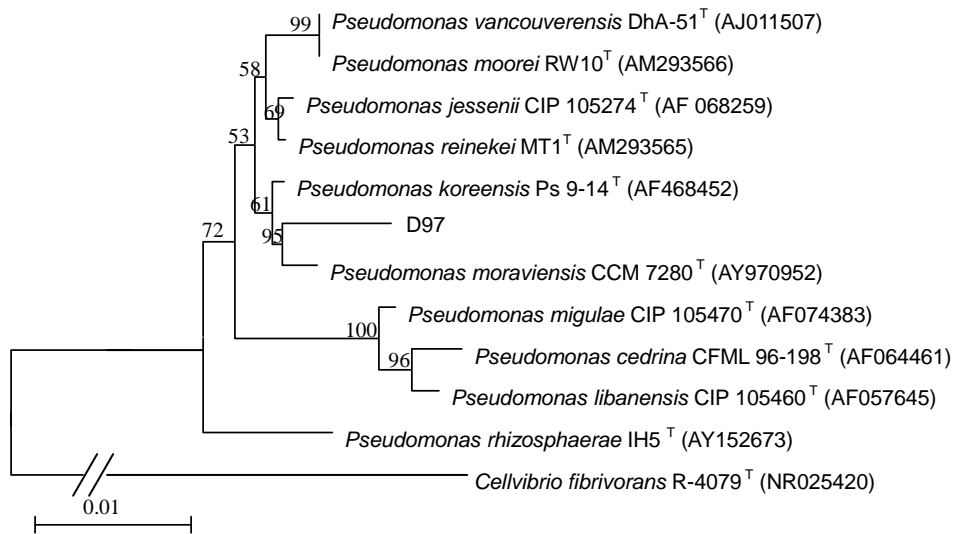 Pseudomonas vancouverensis DhA-51T (AJ011507)
99
Pseudomonas moorei RW10T (AM293566)
58
Pseudomonas jessenii CIP 105274T (AF 068259)
69
Pseudomonas reinekei MT1T (AM293565)
53
Pseudomonas koreensis Ps 9-14T (AF468452)
61
D97
72
95
Pseudomonas moraviensis CCM 7280T (AY970952)
Pseudomonas migulae CIP 105470T (AF074383)
100
Pseudomonas cedrina CFML 96-198T (AF064461)
96
Pseudomonas libanensis CIP 105460T (AF057645)
Pseudomonas rhizosphaerae IH5 T (AY152673)
Cellvibrio fibrivorans R-4079T (NR025420)
0.01